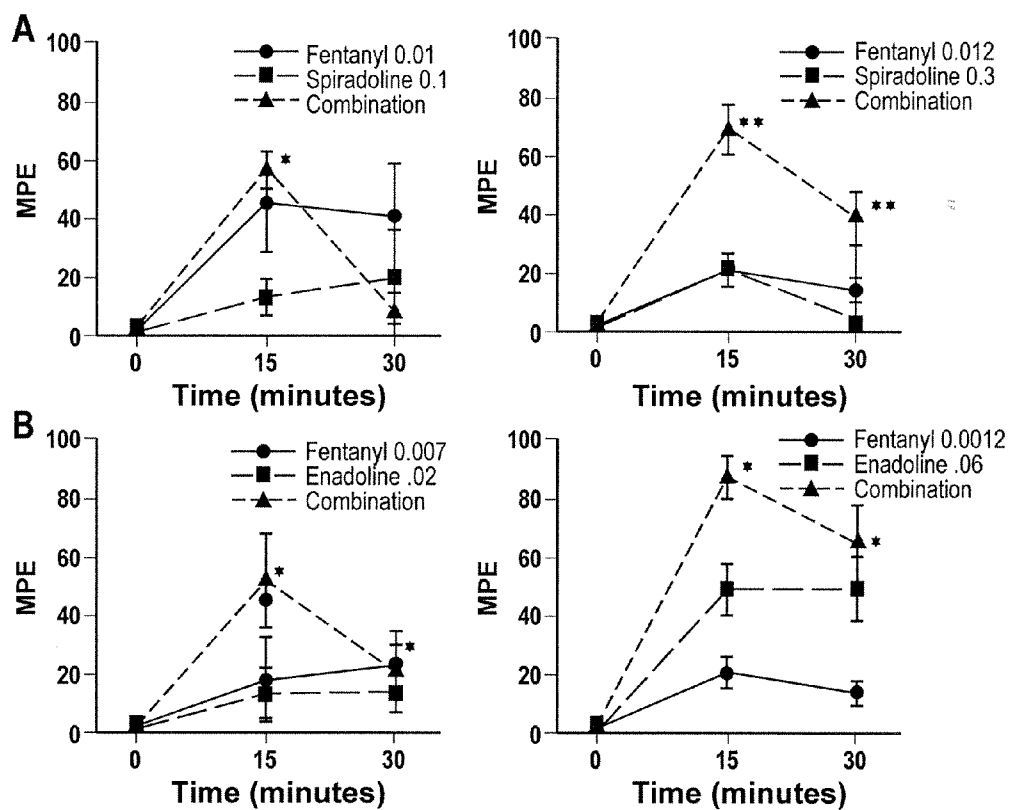 A
100
80
60
40
20
0
MPE
Fentanyl 0.01
Spiradoline 0.1
Combination
*
0 15 30
Time (minutes)
100
80
60
40
20
0
MPE
Fentanyl 0.012
Spiradoline 0.3
Combination
**
**
0 15 30
Time (minutes)
B
100
80
60
40
20
0
MPE
Fentanyl 0.007
Enadoline .02
Combination
*
*
0 15 30
Time (minutes)
100
80
60
40
20
0
MPE
Fentanyl 0.0012
Enadoline .06
Combination
*
*
0 15 30
Time (minutes)